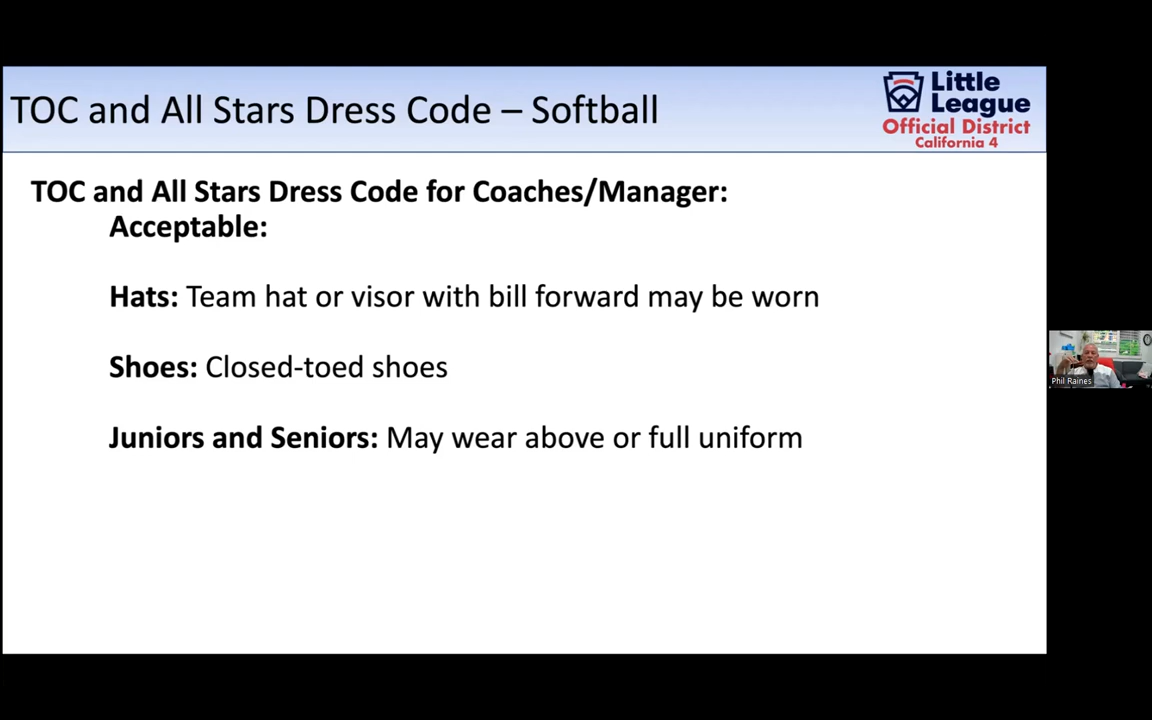 TOC and All Stars Dress Code – Softball
Little
League
Official District
California 4
TOC and All Stars Dress Code for Coaches/Manager:
Acceptable:
Hats: Team hat or visor with bill forward may be worn
Shoes: Closed-toed shoes
Juniors and Seniors: May wear above or full uniform
Phil Raines